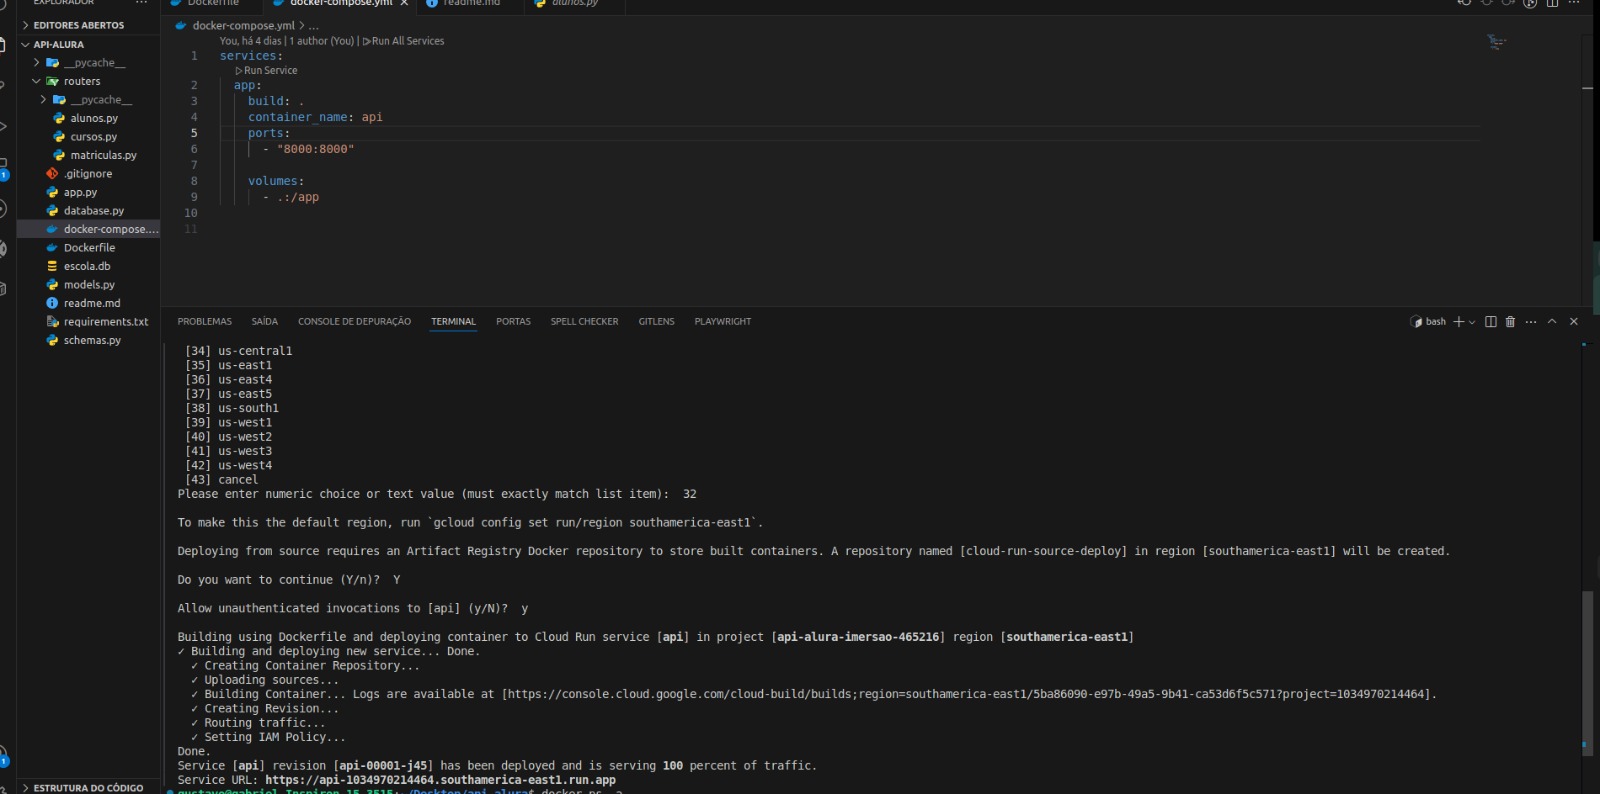 EXPLORADOR
EDITORES ABERTOS
API-ALURA
__pycache__
routers
__pycache__
alunos.py
cursos.py
matriculas.py
.gitignore
app.py
database.py
docker-compose....
Dockerfile
escola.db
models.py
readme.md
requirements.txt
schemas.py
ESTRUTURA DO CÓDIGO
1
1
Dockerfile
docker-compose.yml
readme.md
alunos.py
docker-compose.yml > ...
You, há 4 dias | 1 author (You) | Run All Services
1 services:
Run Service
2 app:
3 build: .
4 container_name: api
5 ports:
6 - "8000:8000"
7
8 volumes:
9 - .:/app
10
11
PROBLEMAS SAÍDA CONSOLE DE DEPURAÇÃO TERMINAL PORTAS SPELL CHECKER GITLENS PLAYWRIGHT
bash
[34] us-central1
[35] us-east1
[36] us-east4
[37] us-east5
[38] us-south1
[39] us-west1
[40] us-west2
[41] us-west3
[42] us-west4
[43] cancel
Please enter numeric choice or text value (must exactly match list item):  32
To make this the default region, run `gcloud config set run/region southamerica-east1`.
Deploying from source requires an Artifact Registry Docker repository to store built containers. A repository named [cloud-run-source-deploy] in region [southamerica-east1] will be created.
Do you want to continue (Y/n)?  Y
Allow unauthenticated invocations to [api] (y/N)?  y
Building using Dockerfile and deploying container to Cloud Run service [api] in project [api-alura-imersao-465216] region [southamerica-east1]
✓ Building and deploying new service... Done.
✓ Creating Container Repository...
✓ Uploading sources...
✓ Building Container... Logs are available at [https://console.cloud.google.com/cloud-build/builds;region=southamerica-east1/5ba86090-e97b-49a5-9b41-ca53d6f5c571?project=1034970214464].
✓ Creating Revision...
✓ Routing traffic...
✓ Setting IAM Policy...
Done.
Service [api] revision [api-00001-j45] has been deployed and is serving 100 percent of traffic.
Service URL: https://api-1034970214464.southamerica-east1.run.app
gustavo@gabriel-Inspiron-15-3515:~/Desktop/api-alura$ docker ps -a